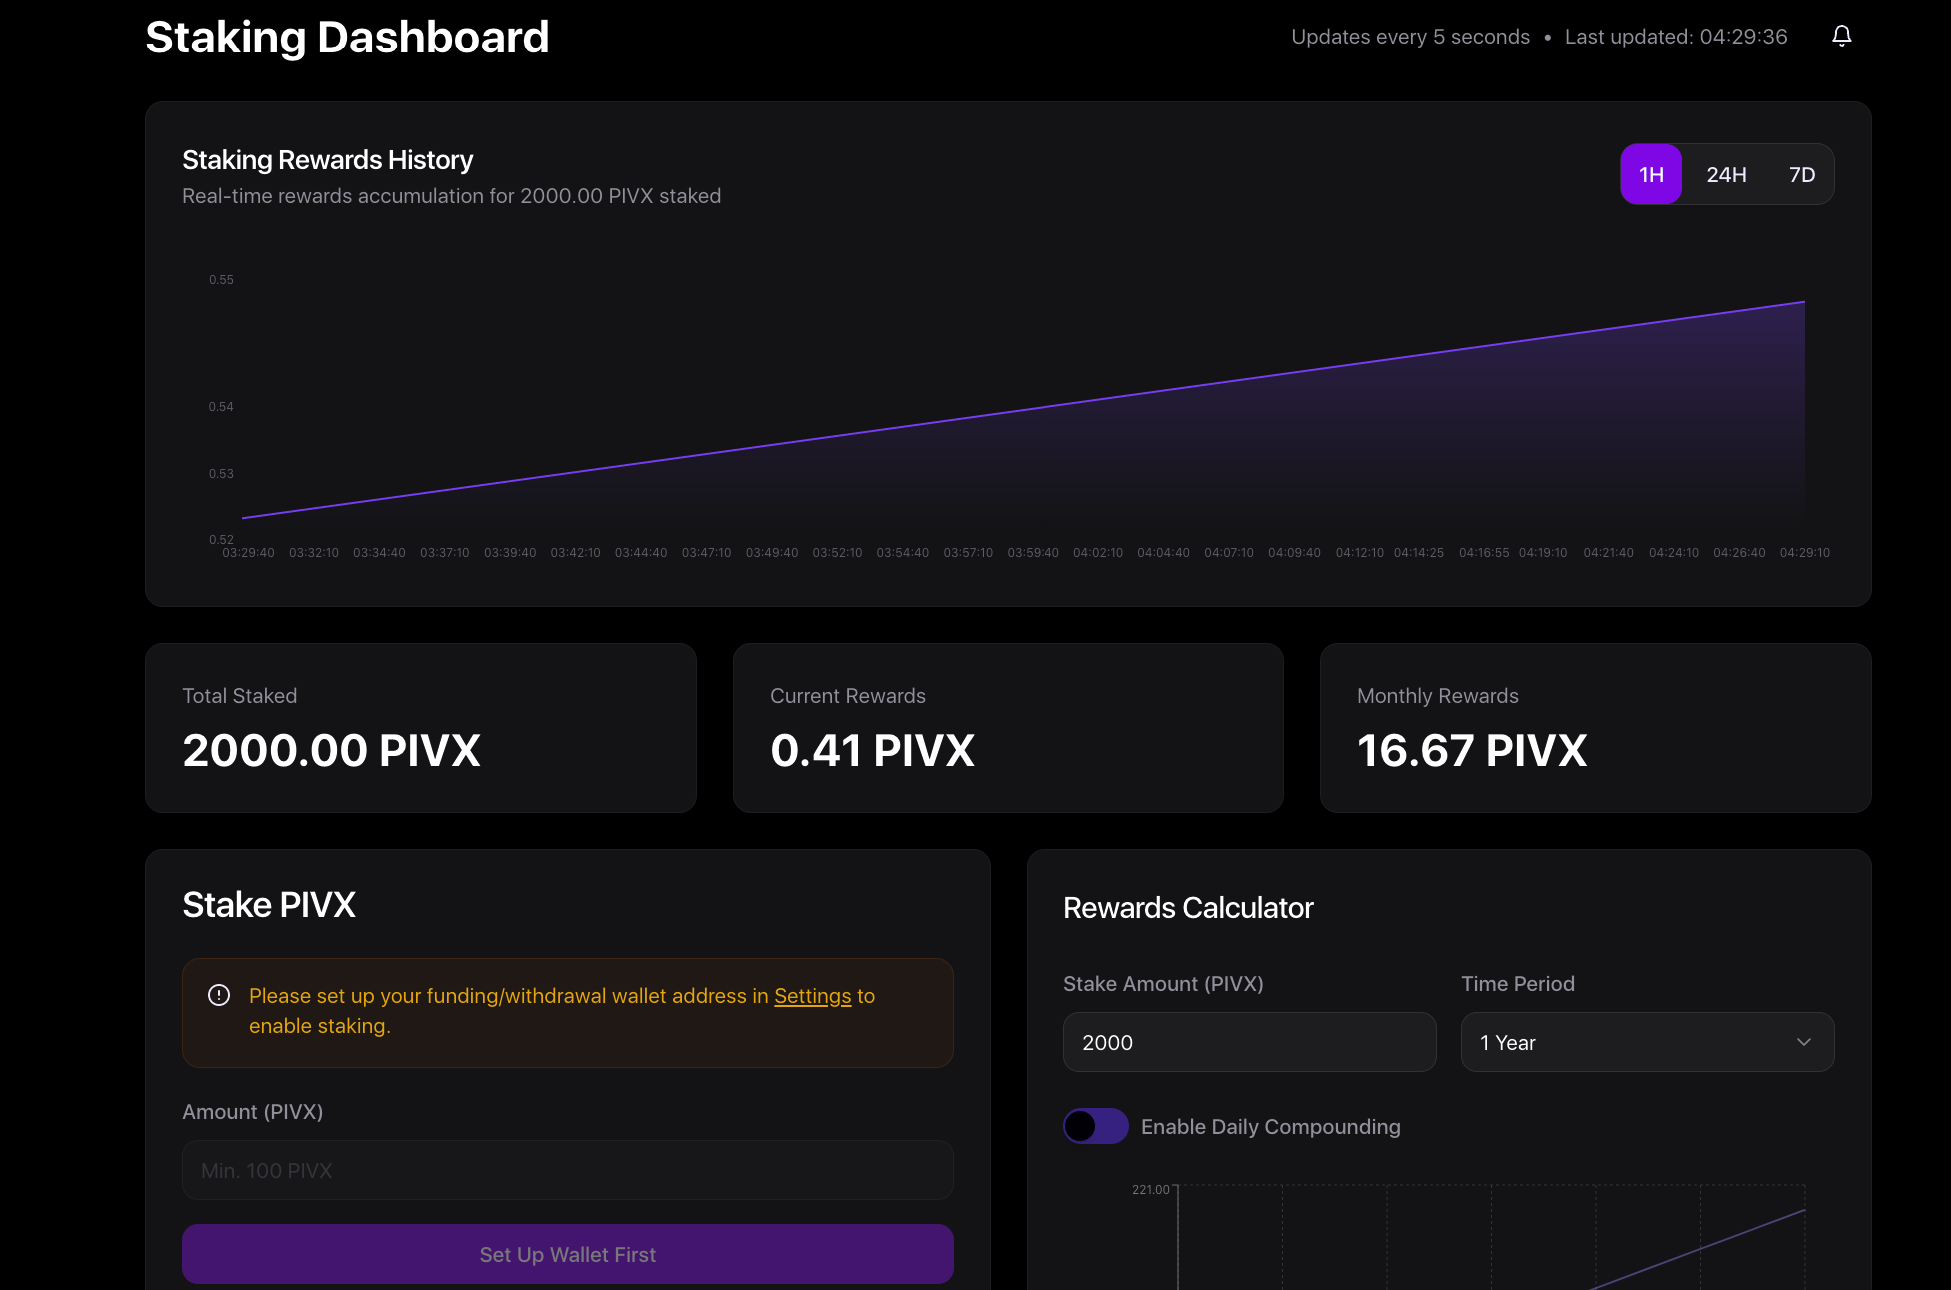 Staking Dashboard
Updates every 5 seconds • Last updated: 04:29:36
Staking Rewards History
Real-time rewards accumulation for 2000.00 PIVX staked
1H 24H 7D
0.55
0.54
0.53
0.52
03:29:40 03:32:10 03:34:40 03:37:10 03:39:40 03:42:10 03:44:40 03:47:10 03:49:40 03:52:10 03:54:40 03:57:10 03:59:40 04:02:10 04:04:40 04:07:10 04:09:40 04:12:10 04:14:25 04:16:55 04:19:10 04:21:40 04:24:10 04:26:40 04:29:10
Total Staked
2000.00 PIVX
Current Rewards
0.41 PIVX
Monthly Rewards
16.67 PIVX
Stake PIVX
Please set up your funding/withdrawal wallet address in Settings to
enable staking.
Amount (PIVX)
Min. 100 PIVX
Set Up Wallet First
Rewards Calculator
Stake Amount (PIVX)
2000
Time Period
1 Year
Enable Daily Compounding
221.00